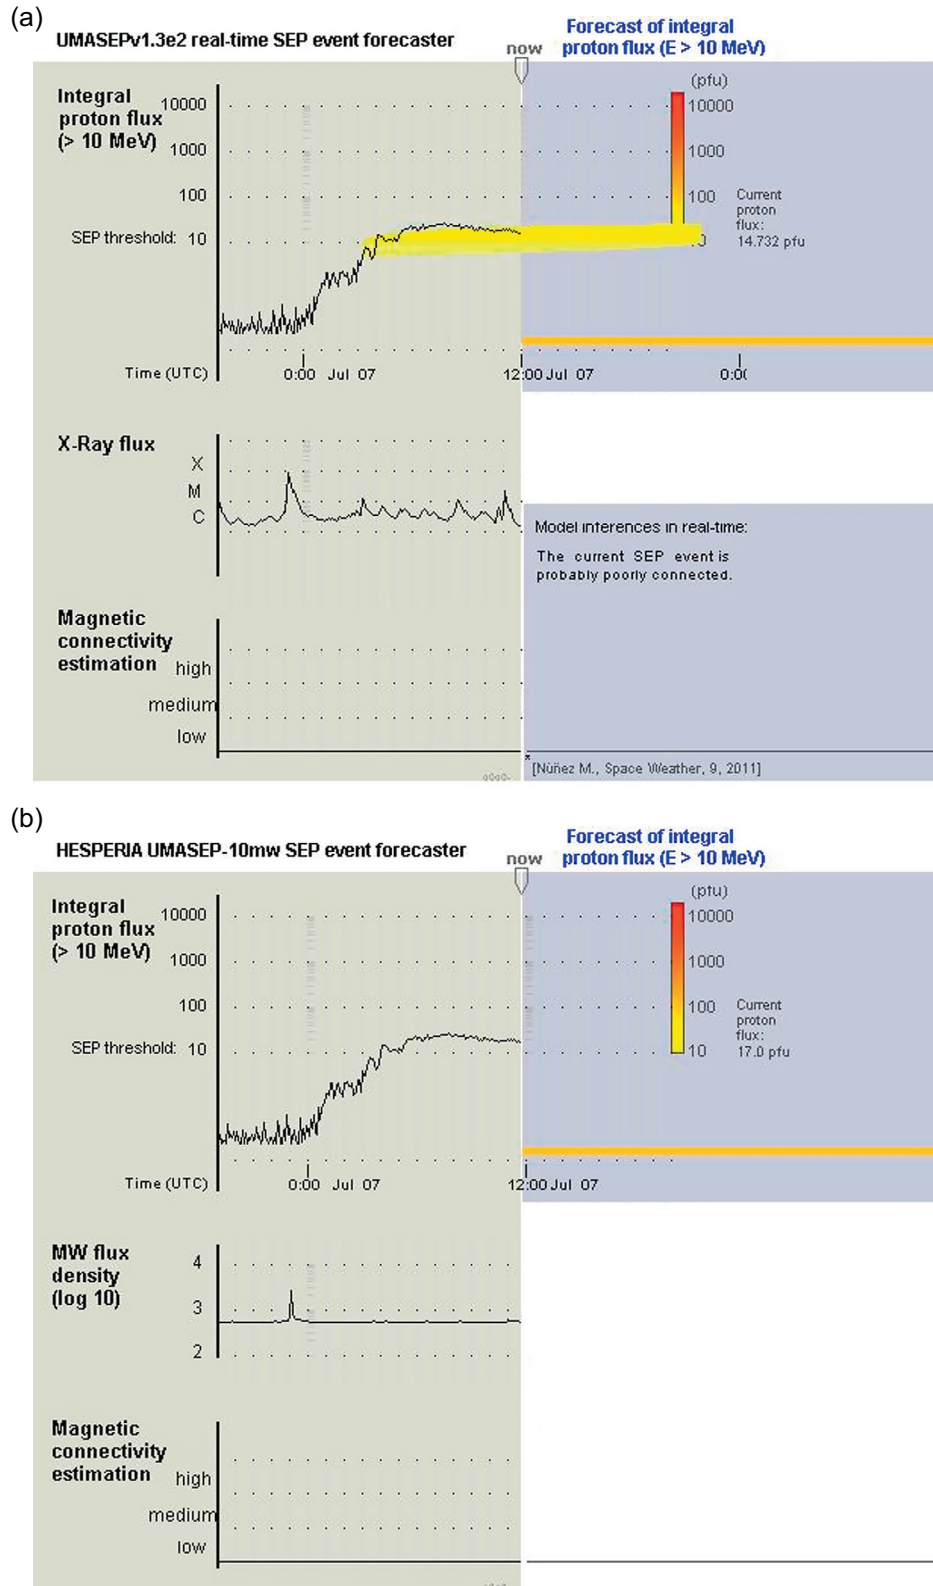 (a)
UMASEPv1.3e2 real-time SEP event forecaster
now
Forecast of integral
proton flux (E > 10 MeV)
Integral
proton flux
(> 10 MeV)
10000
1000
100
SEP threshold: 10
(pfu)
10000
1000
100
Current
proton
flux:
14.732 pfu
Time (UTC)
0:00 Jul 07
12:00 Jul 07
X-Ray flux
X
M
C
Model inferences in real-time:
The current SEP event is
probably poorly connected.
Magnetic
connectivity
estimation
high
medium
low
[Núñez M., Space Weather, 9, 2011]
(b)
HESPERIA UMASEP-10mw SEP event forecaster
now
Forecast of integral
proton flux (E > 10 MeV)
Integral
proton flux
(> 10 MeV)
10000
1000
100
SEP threshold: 10
(pfu)
10000
1000
100
10
Current
proton
flux:
17.0 pfu
Time (UTC)
0:00 Jul 07
12:00 Jul 07
MW flux
density
(log 10)
4
3
2
Magnetic
connectivity
estimation
high
medium
low